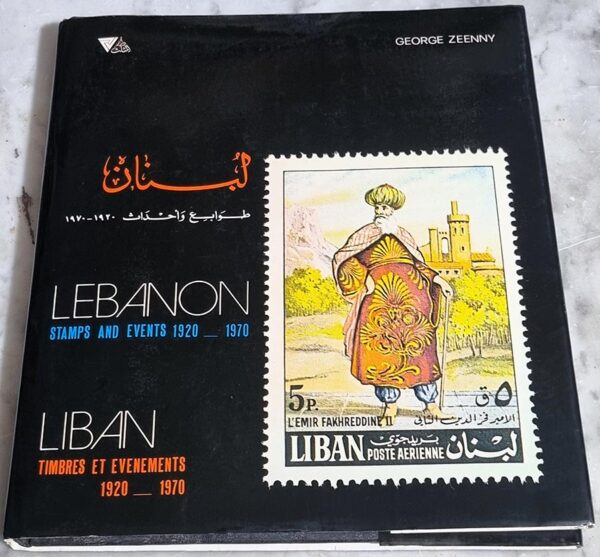 GEORGE ZEENNY
لبنان
طوابع وأحداث ١٩٢٠-١٩٧٠
LEBANON
STAMPS AND EVENTS 1920 _ 1970
LIBAN
TIMBRES ET EVENEMENTS
1920 _ 1970
5P.
٥ق
L'EMIR FAKHREDDINE II
الامير فخر الدين الثاني
LIBAN
بريد جوي
POSTE AERIENNE
لبنان